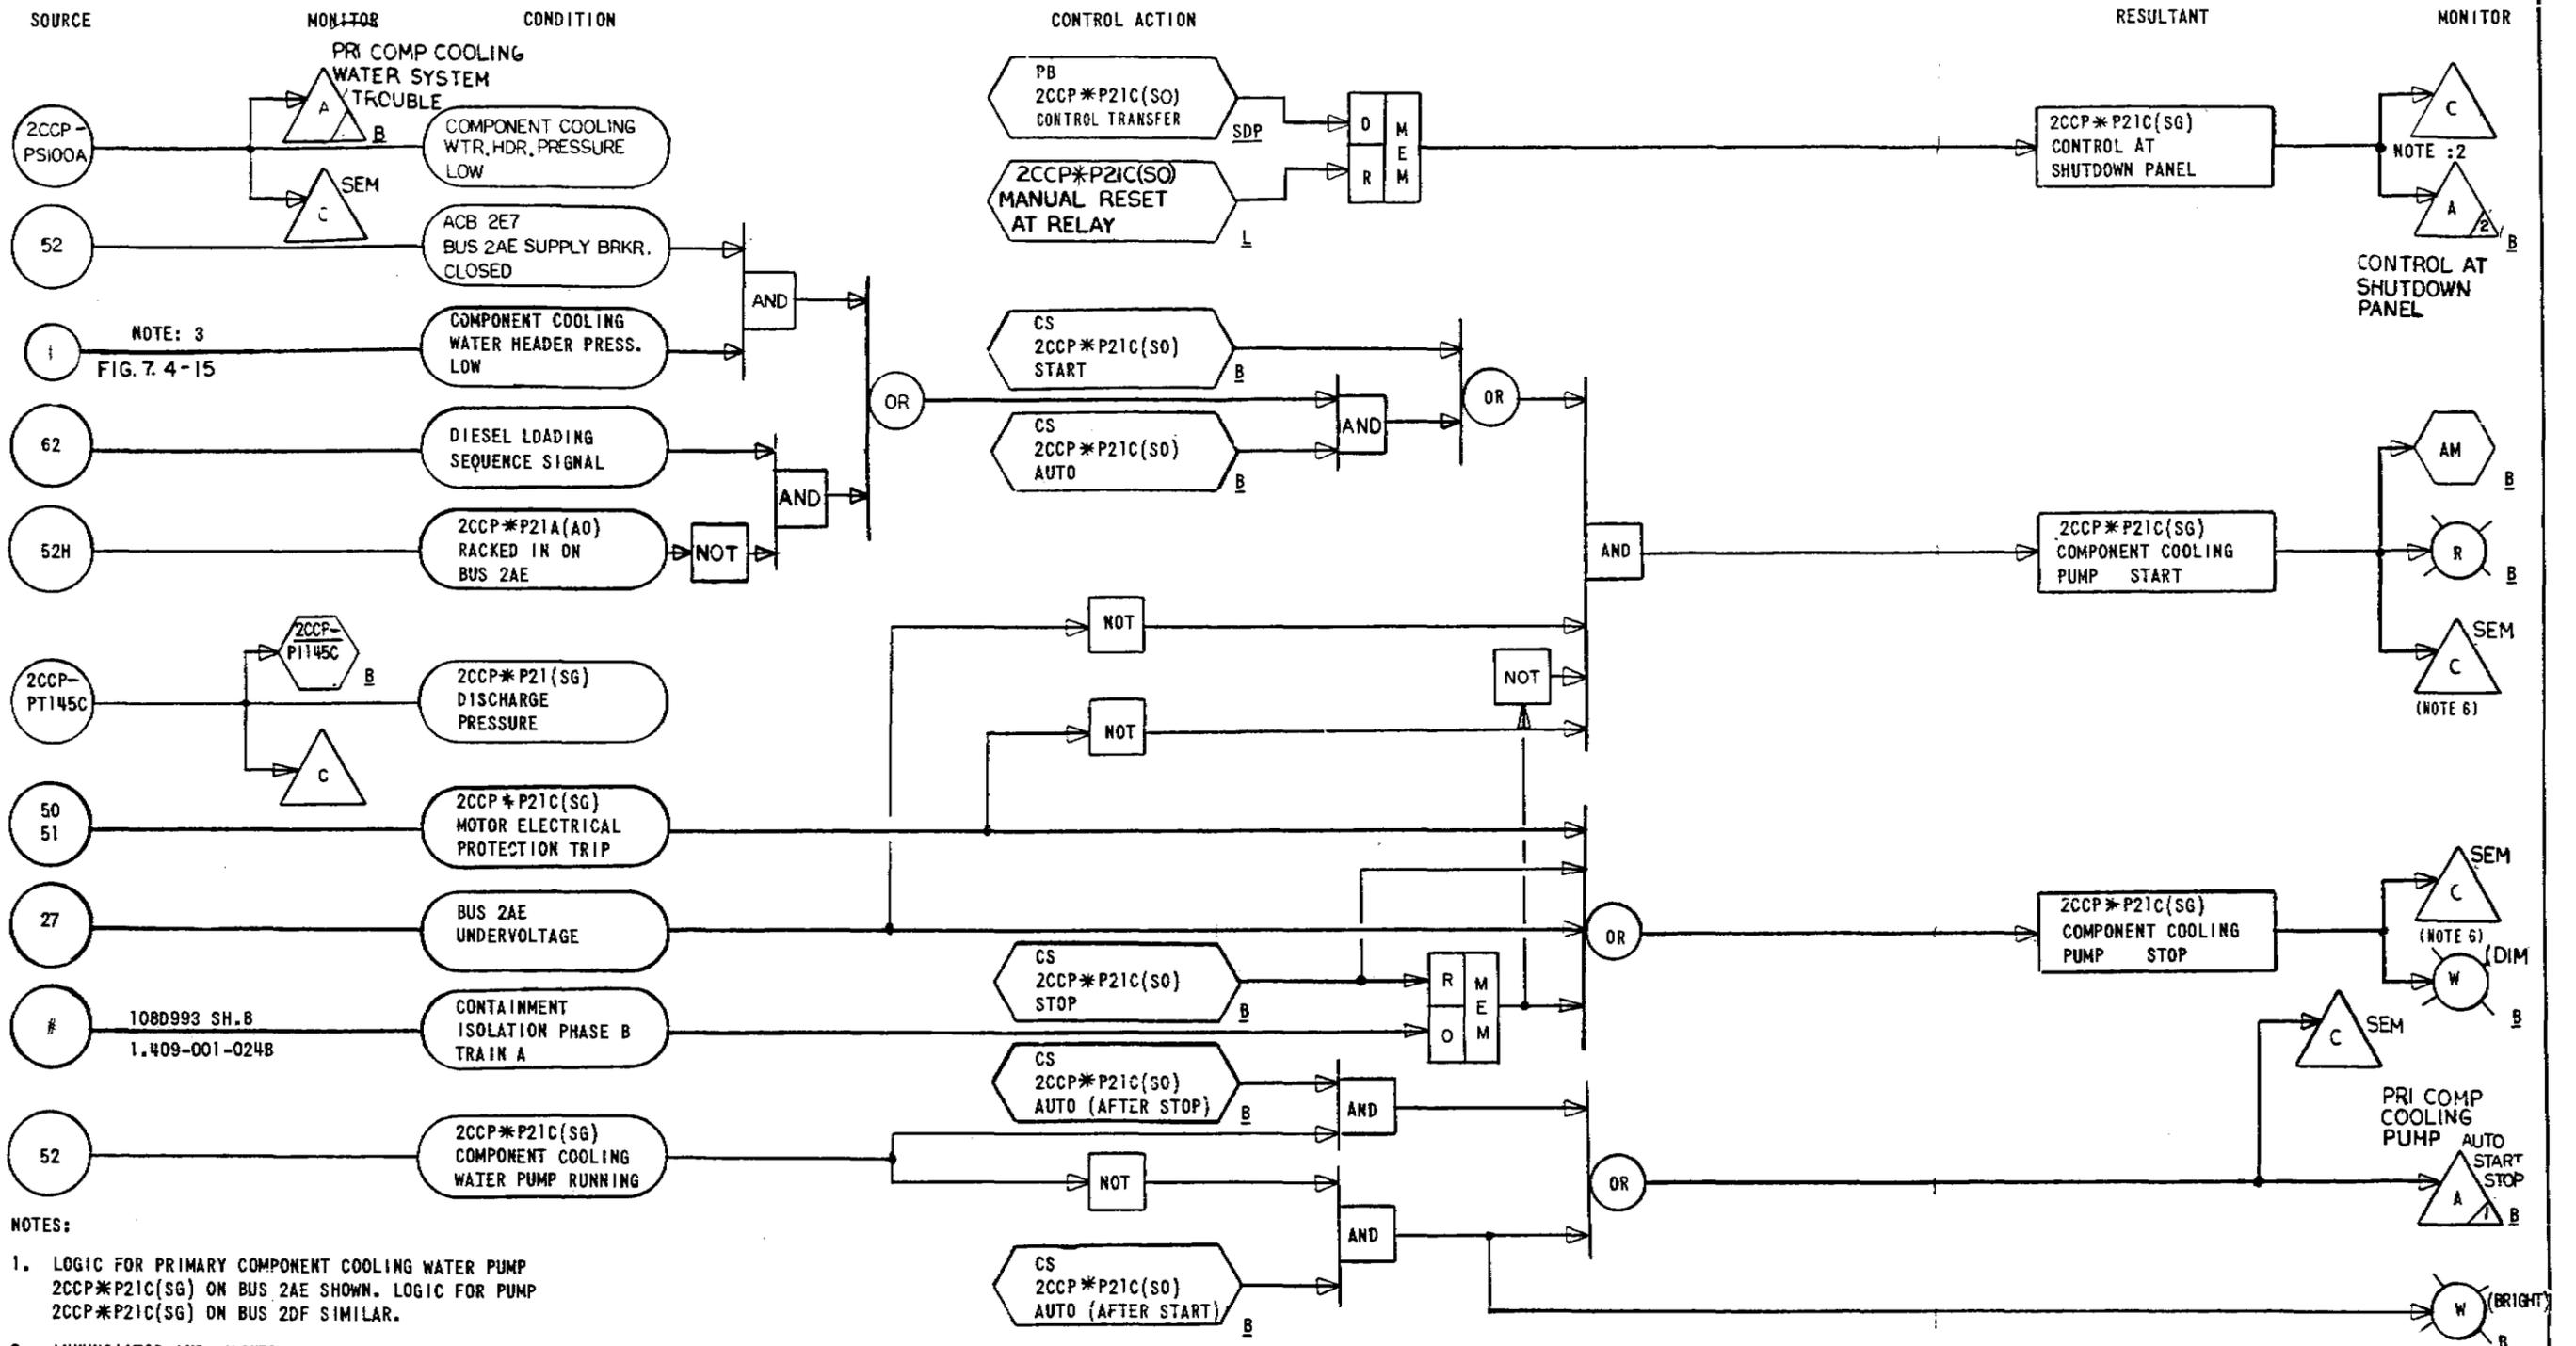 SOURCE
MONITOR
CONDITION
CONTROL ACTION
RESULTANT
MONITOR
PRI COMP COOLING
WATER SYSTEM
TROUBLE
A
B
2CCP-
PS100A
COMPONENT COOLING
WTR. HDR. PRESSURE
LOW
SEM
C
PB
2CCP*P21C(SO)
CONTROL TRANSFER
SDP
2CCP*P21C(SO)
MANUAL RESET
AT RELAY
L
O
R
MEM
2CCP*P21C(SG)
CONTROL AT
SHUTDOWN PANEL
C
NOTE :2
A
2
B
CONTROL AT
SHUTDOWN
PANEL
52
ACB 2E7
BUS 2AE SUPPLY BRKR.
CLOSED
AND
1
NOTE: 3
FIG. 7. 4-15
COMPONENT COOLING
WATER HEADER PRESS.
LOW
OR
CS
2CCP*P21C(SO)
START
B
CS
2CCP*P21C(SO)
AUTO
B
AND
OR
62
DIESEL LOADING
SEQUENCE SIGNAL
AND
52H
2CCP*P21A(AO)
RACKED IN ON
BUS 2AE
NOT
AND
2CCP*P21C(SG)
COMPONENT COOLING
PUMP START
AM
B
R
B
SEM
C
(NOTE 6)
NOT
NOT
NOT
2CCP-
PT145C
2CCP-
PI145C
B
C
2CCP*P21(SG)
DISCHARGE
PRESSURE
50
51
2CCP*P21C(SG)
MOTOR ELECTRICAL
PROTECTION TRIP
27
BUS 2AE
UNDERVOLTAGE
CS
2CCP*P21C(SO)
STOP
B
R
O
MEM
OR
2CCP*P21C(SG)
COMPONENT COOLING
PUMP STOP
SEM
C
(NOTE 6)
W
(DIM
B
#
108D993 SH.8
1.409-001-024B
CONTAINMENT
ISOLATION PHASE B
TRAIN A
CS
2CCP*P21C(SO)
AUTO (AFTER STOP)
B
AND
C
SEM
52
2CCP*P21C(SG)
COMPONENT COOLING
WATER PUMP RUNNING
NOT
OR
PRI COMP
COOLING
PUMP AUTO
START
STOP
A
1
B
AND
CS
2CCP*P21C(SO)
AUTO (AFTER START)
B
W
(BRIGHT)
B
NOTES:
1. LOGIC FOR PRIMARY COMPONENT COOLING WATER PUMP
2CCP*P21C(SG) ON BUS 2AE SHOWN. LOGIC FOR PUMP
2CCP*P21C(SG) ON BUS 2DF SIMILAR.